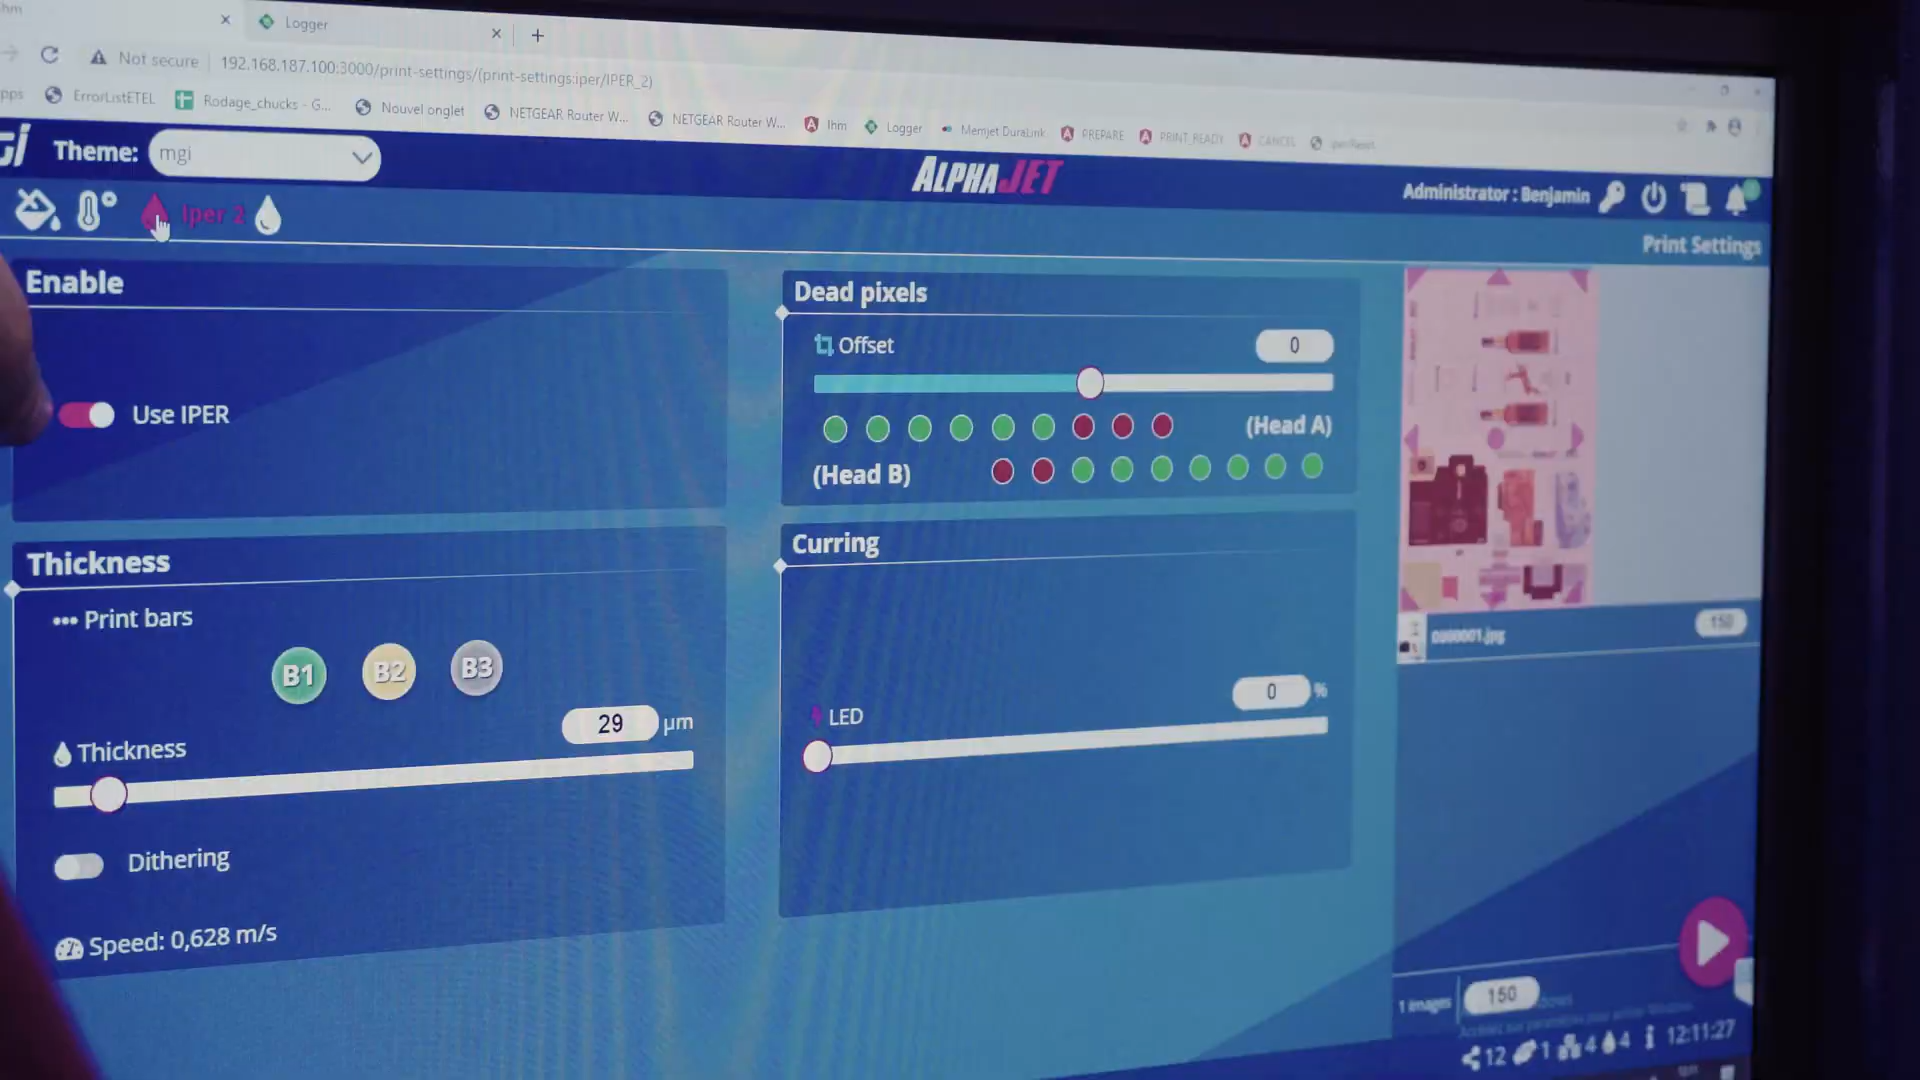 Logger
Not secure 192.168.187.100:3000/print-settings/(print-settings:iper/IPER_2)
ErrorListETEL Rodage_chucks - G... Nouvel onglet NETGEAR Router W... NETGEAR Router W... Ihm Logger Memjet DuraLink PREPARE PRINT_READY CANCEL
Theme: mgi
ALPHAJET
Administrator : Benjamin
Iper 2
Print Settings
Enable
Use IPER
Dead pixels
Offset 0
(Head A)
(Head B)
Thickness
Print bars
B1 B2 B3
Thickness 29 µm
Dithering
Speed: 0,628 m/s
Curring
LED 0 %
150
1 images 150
12 1 4 4 12:11:27